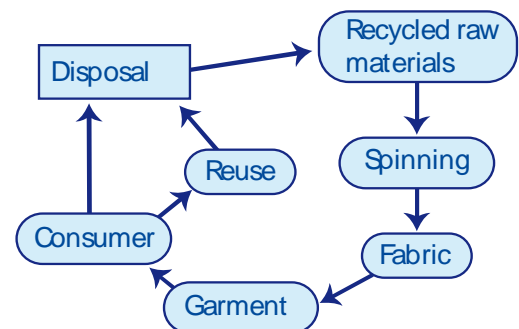 Recycled raw
materials
Disposal
Spinning
Reuse
Consumer
Fabric
Garment